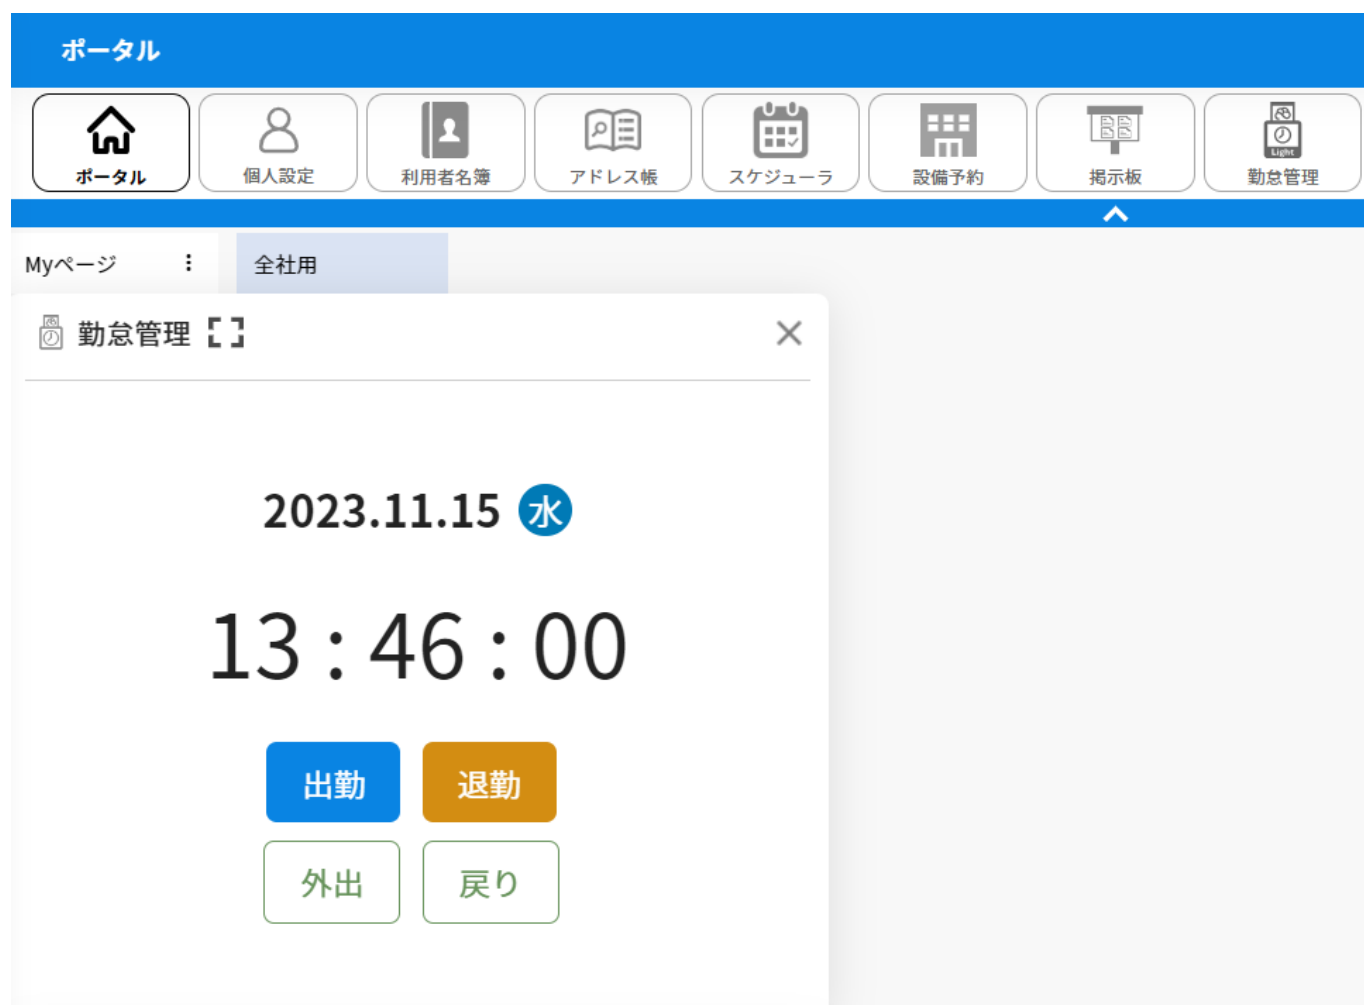 ポータル
ポータル 個人設定 利用者名簿 アドレス帳 スケジューラ 設備予約 掲示板 Light 勤怠管理
Myページ 全社用
勤怠管理
2023.11.15 水
13 : 46 : 00
出勤 退勤
外出 戻り